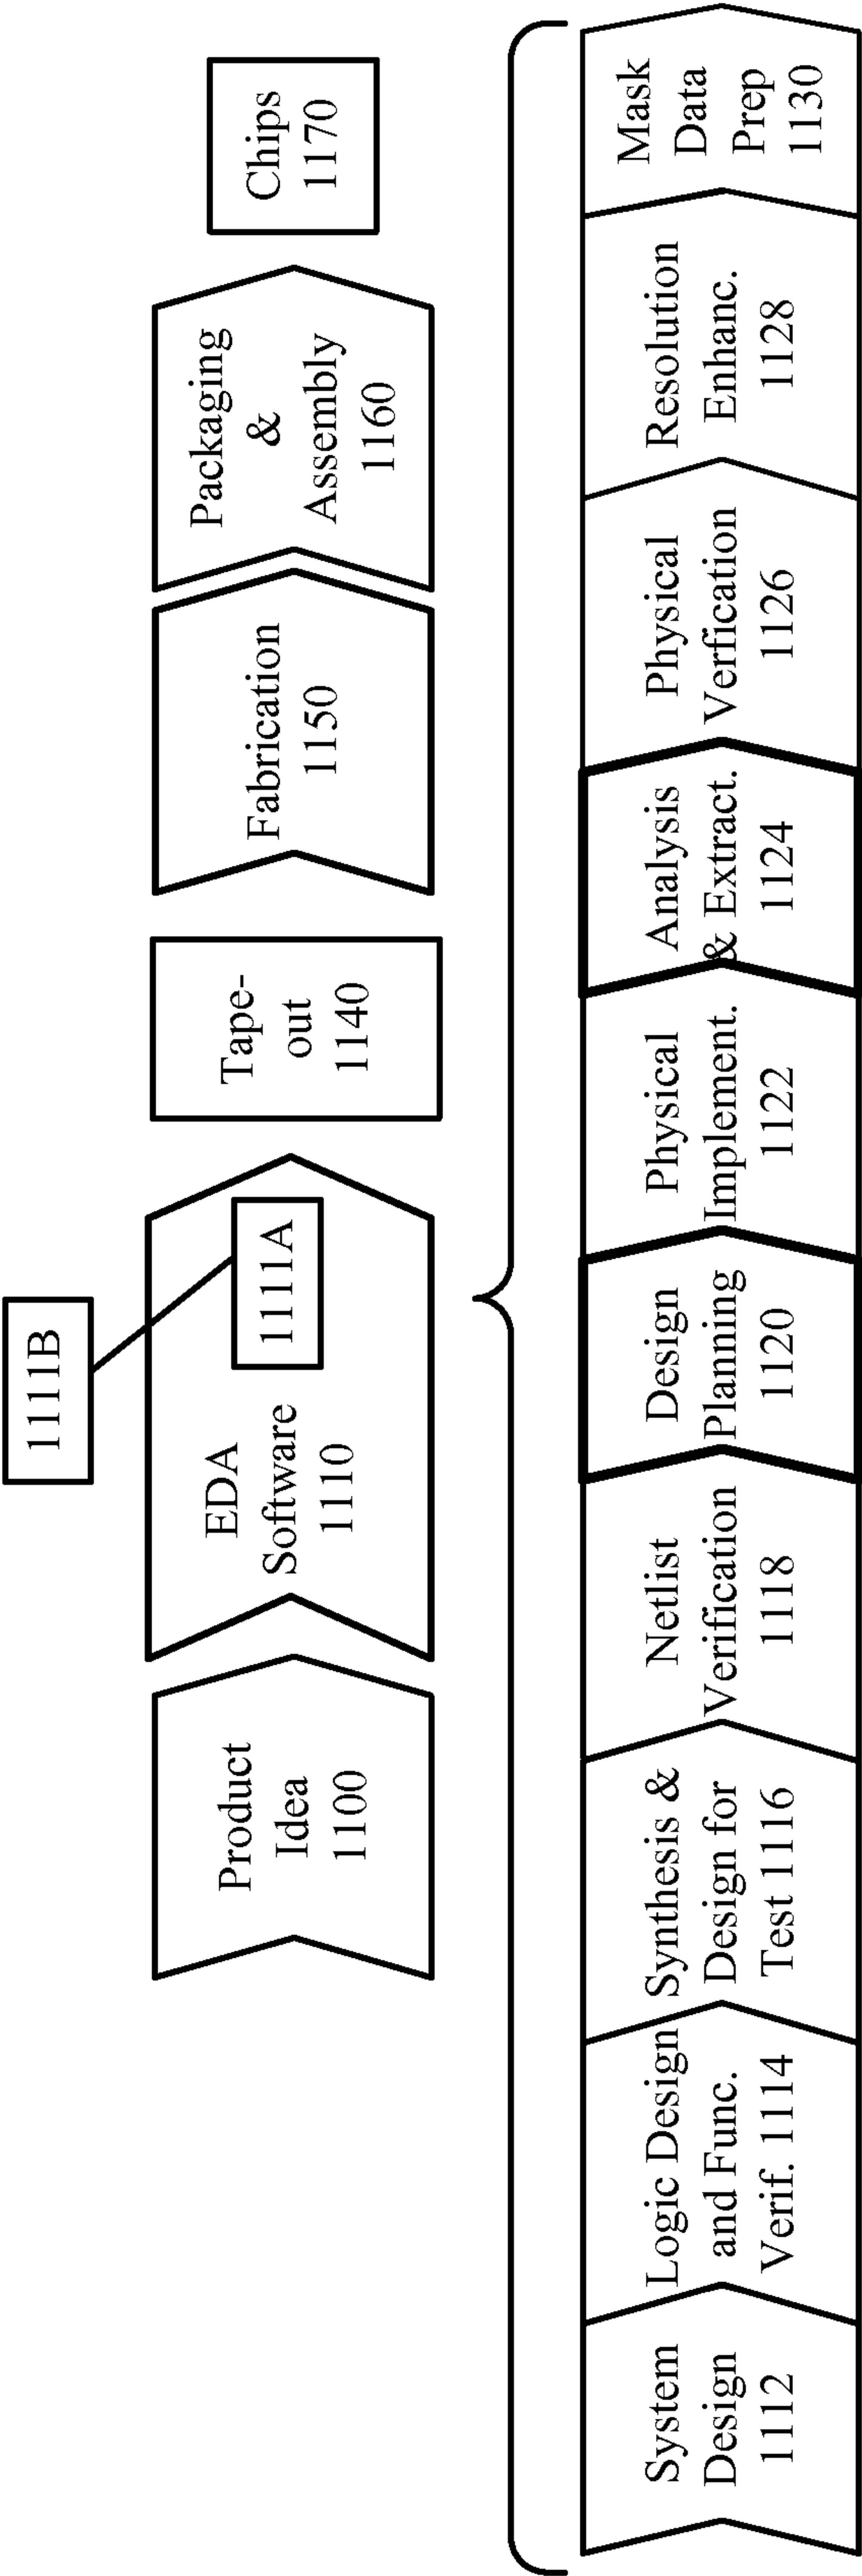 1111B
Product
Idea
1100
EDA
Software
1110
1111A
Tape-
out
1140
Fabrication
1150
Packaging
&
Assembly
1160
Chips
1170
System
Design
1112
Logic Design
and Func.
Verif. 1114
Synthesis &
Design for
Test 1116
Netlist
Verification
1118
Design
Planning
1120
Physical
Implement.
1122
Analysis
& Extract.
1124
Physical
Verfication
1126
Resolution
Enhanc.
1128
Mask
Data
Prep
1130